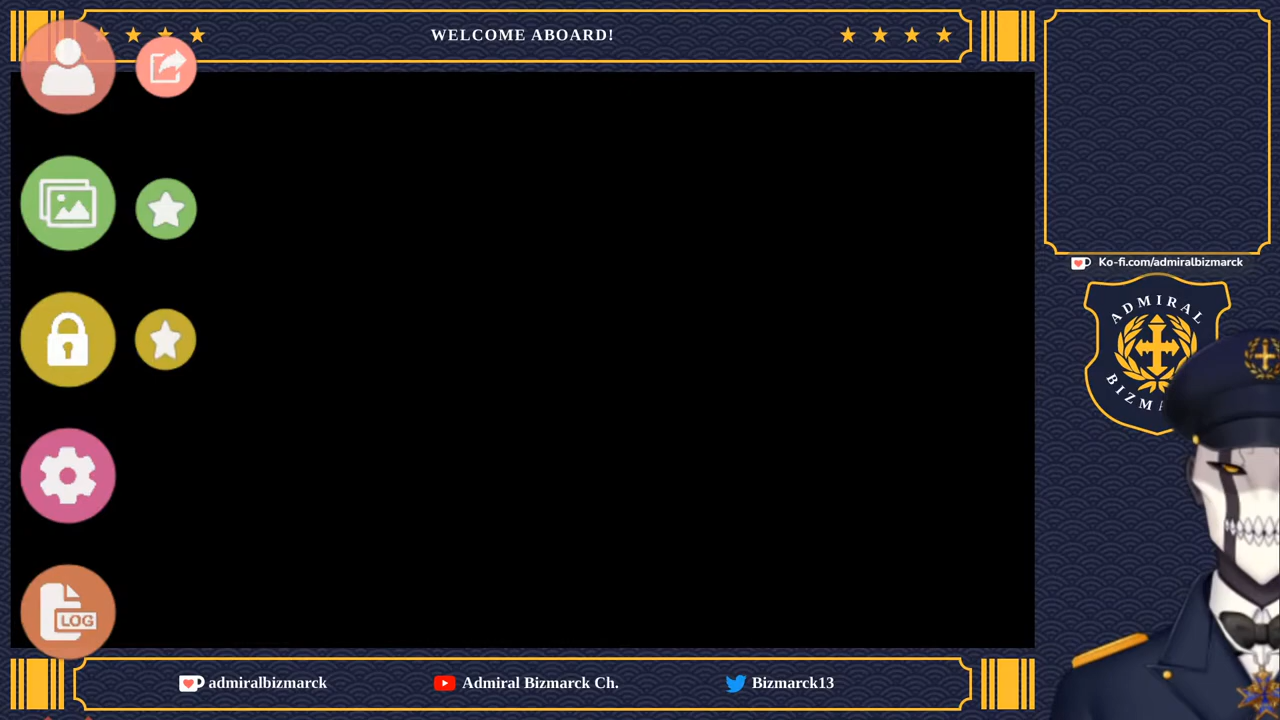 WELCOME ABOARD!
Ko-fi.com/admiralbizmarck
ADMIRAL
LOG
admiralbizmarck
Admiral Bizmarck Ch.
Bizmarck13